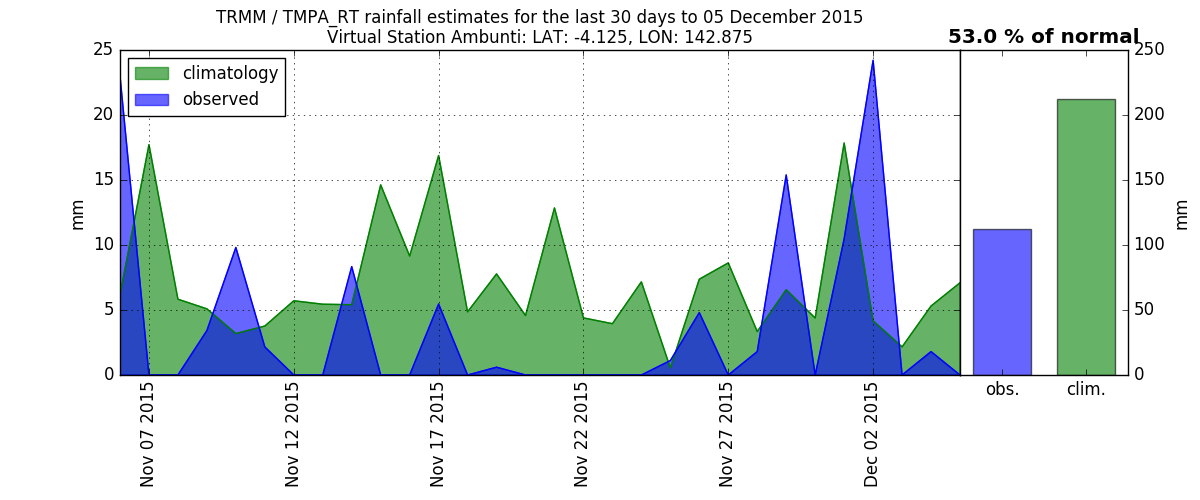 TRMM / TMPA_RT rainfall estimates for the last 30 days to 05 December 2015
Virtual Station Ambunti: LAT: -4.125, LON: 142.875
53.0 % of normal
climatology
observed
25
20
15
10
5
0
mm
Nov 07 2015
Nov 12 2015
Nov 17 2015
Nov 22 2015
Nov 27 2015
Dec 02 2015
250
200
150
100
50
0
mm
obs.
clim.